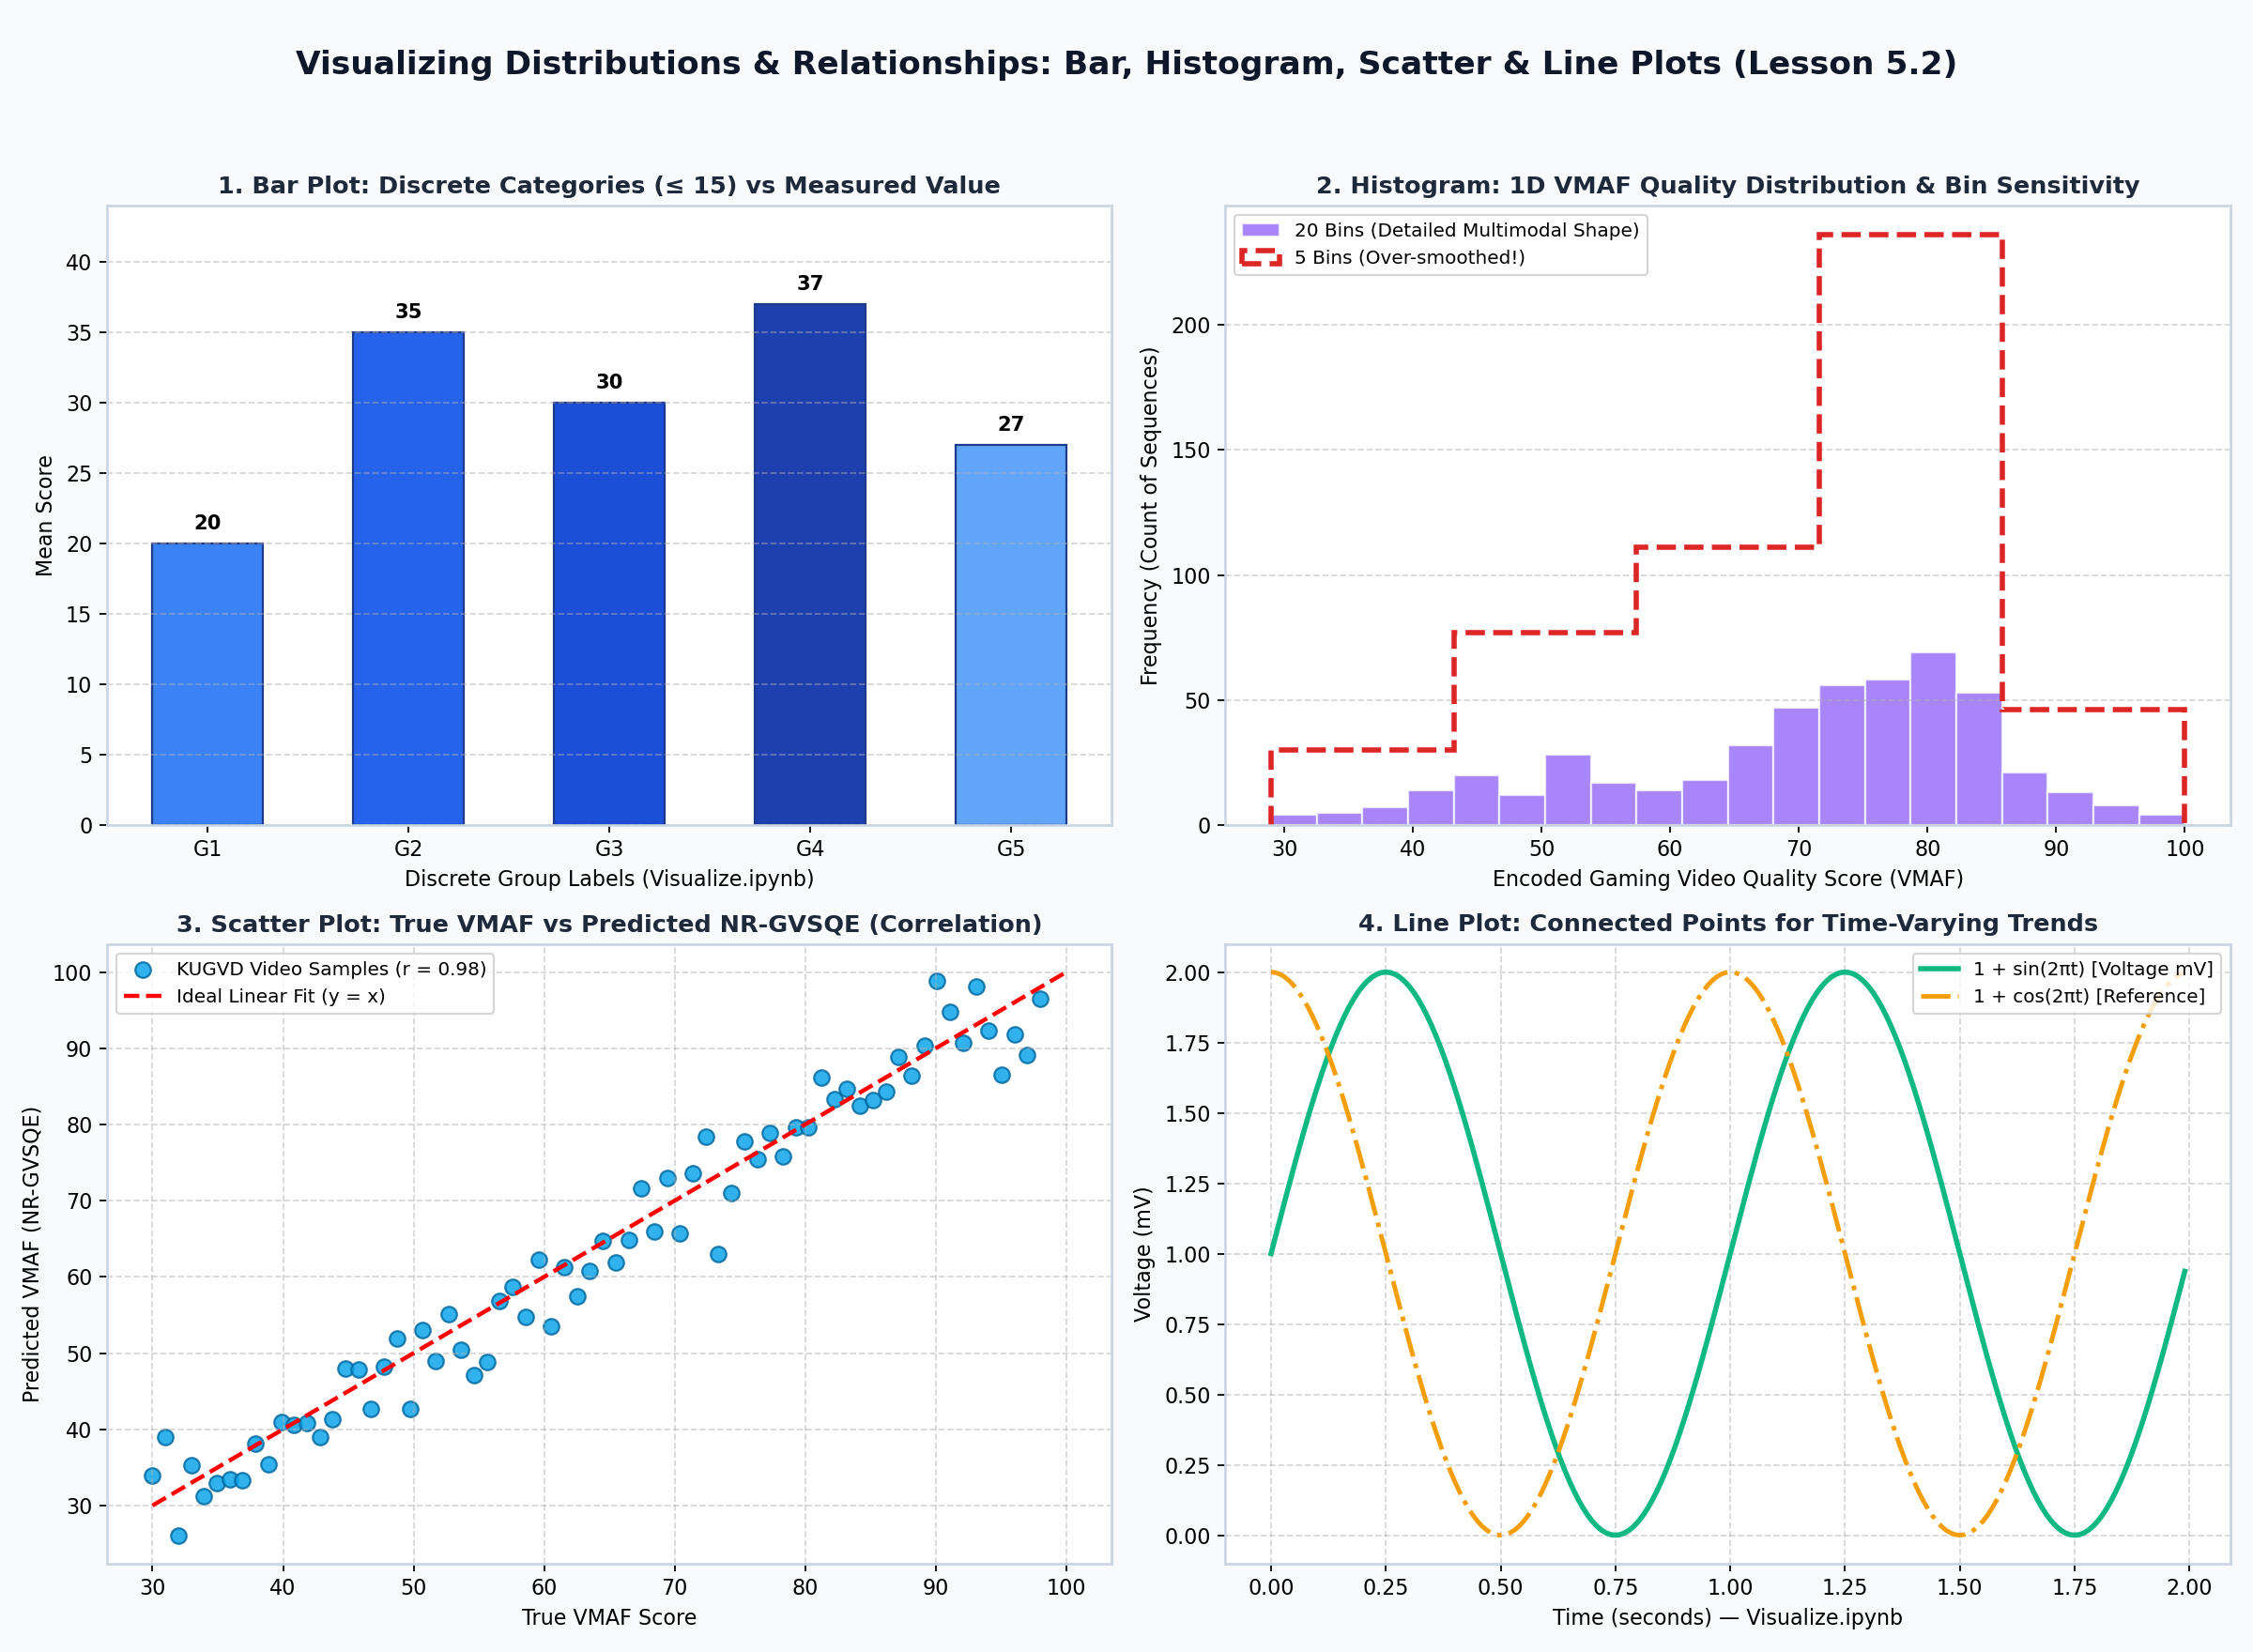 Visualizing Distributions & Relationships: Bar, Histogram, Scatter & Line Plots (Lesson 5.2)
1. Bar Plot: Discrete Categories (≤ 15) vs Measured Value
40
35
30
25
20
15
10
5
0
Mean Score
20
35
30
37
27
G1 G2 G3 G4 G5
Discrete Group Labels (Visualize.ipynb)
2. Histogram: 1D VMAF Quality Distribution & Bin Sensitivity
20 Bins (Detailed Multimodal Shape)
5 Bins (Over-smoothed!)
200
150
100
50
0
Frequency (Count of Sequences)
30 40 50 60 70 80 90 100
Encoded Gaming Video Quality Score (VMAF)
3. Scatter Plot: True VMAF vs Predicted NR-GVSQE (Correlation)
KUGVD Video Samples (r = 0.98)
Ideal Linear Fit (y = x)
100
90
80
70
60
50
40
30
Predicted VMAF (NR-GVSQE)
30 40 50 60 70 80 90 100
True VMAF Score
4. Line Plot: Connected Points for Time-Varying Trends
1 + sin(2πt) [Voltage mV]
1 + cos(2πt) [Reference]
2.00
1.75
1.50
1.25
1.00
0.75
0.50
0.25
0.00
Voltage (mV)
0.00 0.25 0.50 0.75 1.00 1.25 1.50 1.75 2.00
Time (seconds) — Visualize.ipynb